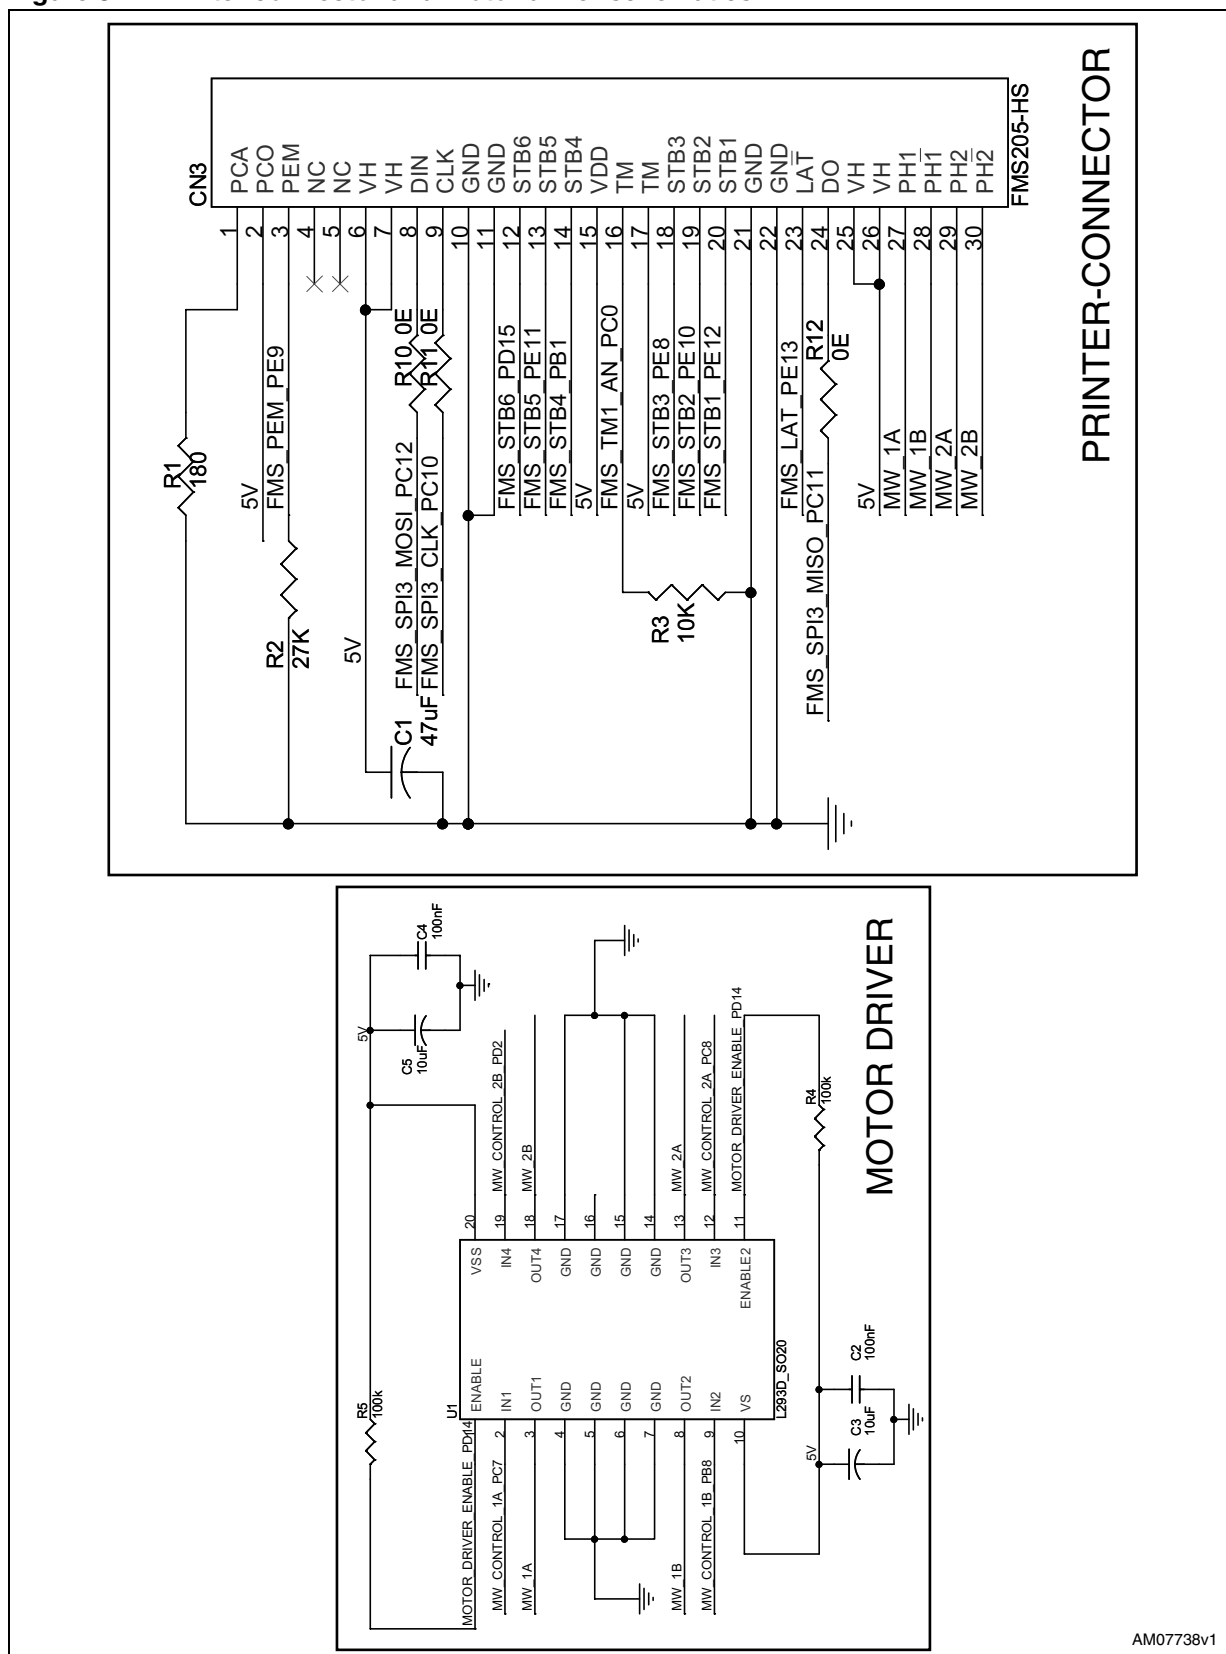 PRINTER-CONNECTOR
CN3
FMS205-HS
1 PCA
2 PCO
3 PEM
4 NC
5 NC
6 VH
7 VH
8 DIN
9 CLK
10 GND
11 GND
12 STB6
13 STB5
14 STB4
15 VDD
16 TM
17 TM
18 STB3
19 STB2
20 STB1
21 GND
22 GND
23 LAT
24 DO
25 VH
26 VH
27 PH1
28 PH1
29 PH2
30 PH2
R1
180
5V
FMS_PEM_PE9
R2
27K
5V
R10 0E
R11 0E
FMS_SPI3_MOSI_PC12
FMS_SPI3_CLK_PC10
C1
47uF
FMS_STB6_PD15
FMS_STB5_PE11
FMS_STB4_PB1
5V
FMS_TM1_AN_PC0
5V
FMS_STB3_PE8
FMS_STB2_PE10
FMS_STB1_PE12
R3
10K
FMS_LAT_PE13
R12
0E
FMS_SPI3_MISO_PC11
5V
MW_1A
MW_1B
MW_2A
MW_2B
MOTOR DRIVER
C4
100nF
5V
C5
10uF
MW_CONTROL_2B_PD2
MW_2B
MW_2A
MW_CONTROL_2A_PC8
MOTOR_DRIVER_ENABLE_PD14
R4
100k
20 VSS
19 IN4
18 OUT4
17 GND
16 GND
15 GND
14 GND
13 OUT3
12 IN3
11 ENABLE2
U1
L293D_SO20
ENABLE
2 IN1
3 OUT1
4 GND
5 GND
6 GND
7 GND
8 OUT2
9 IN2
10 VS
R5
100k
MOTOR_DRIVER_ENABLE_PD14
MW_CONTROL_1A_PC7
MW_1A
MW_1B
MW_CONTROL_1B_PB8
5V
C2
100nF
C3
10uF
AM07738v1